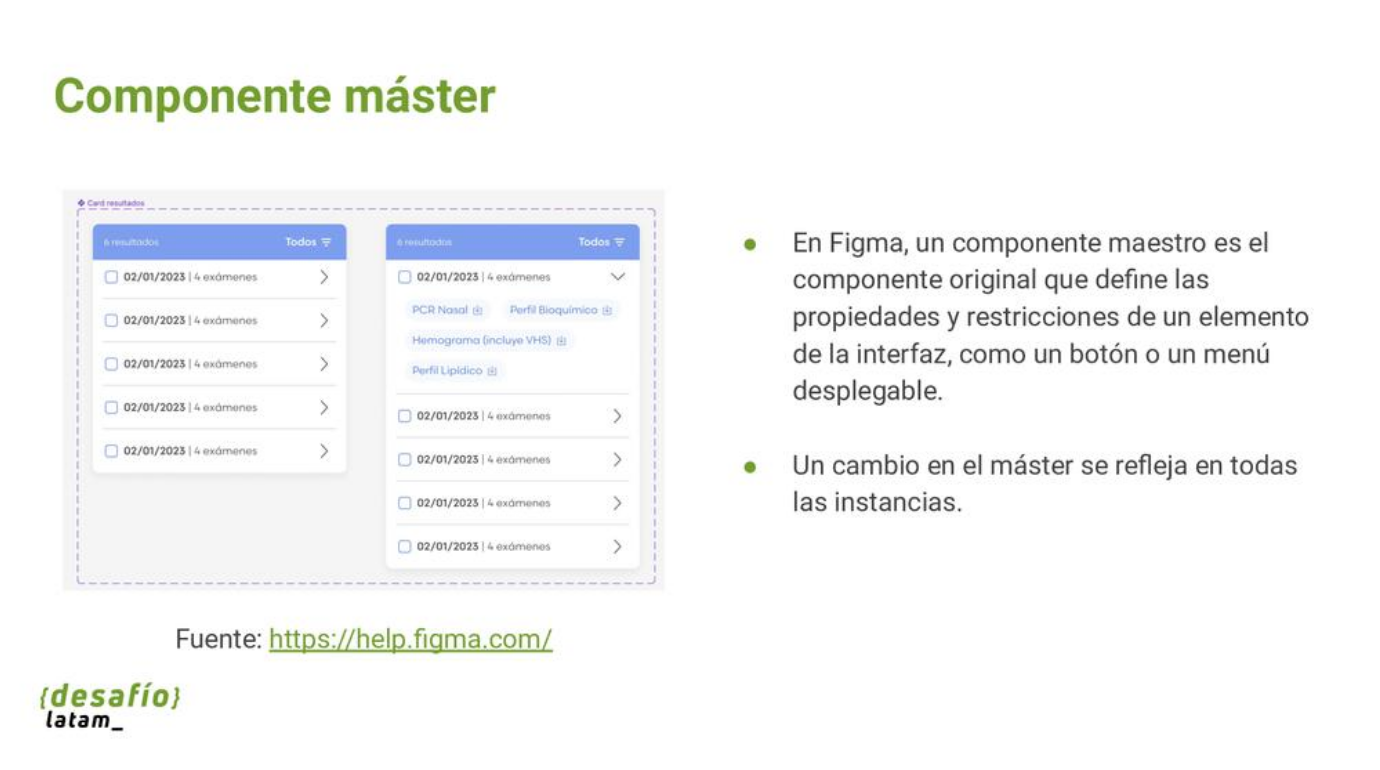 Componente máster
Card resultados
6 resultados Todos
02/01/2023 | 4 exámenes
02/01/2023 | 4 exámenes
02/01/2023 | 4 exámenes
02/01/2023 | 4 exámenes
02/01/2023 | 4 exámenes
6 resultados Todos
02/01/2023 | 4 exámenes
PCR Nasal Perfil Bioquímico
Hemograma (incluye VHS)
Perfil Lipídico
02/01/2023 | 4 exámenes
02/01/2023 | 4 exámenes
02/01/2023 | 4 exámenes
02/01/2023 | 4 exámenes
Fuente: https://help.figma.com/
● En Figma, un componente maestro es el
componente original que define las
propiedades y restricciones de un elemento
de la interfaz, como un botón o un menú
desplegable.
● Un cambio en el máster se refleja en todas
las instancias.
{desafío}
latam_